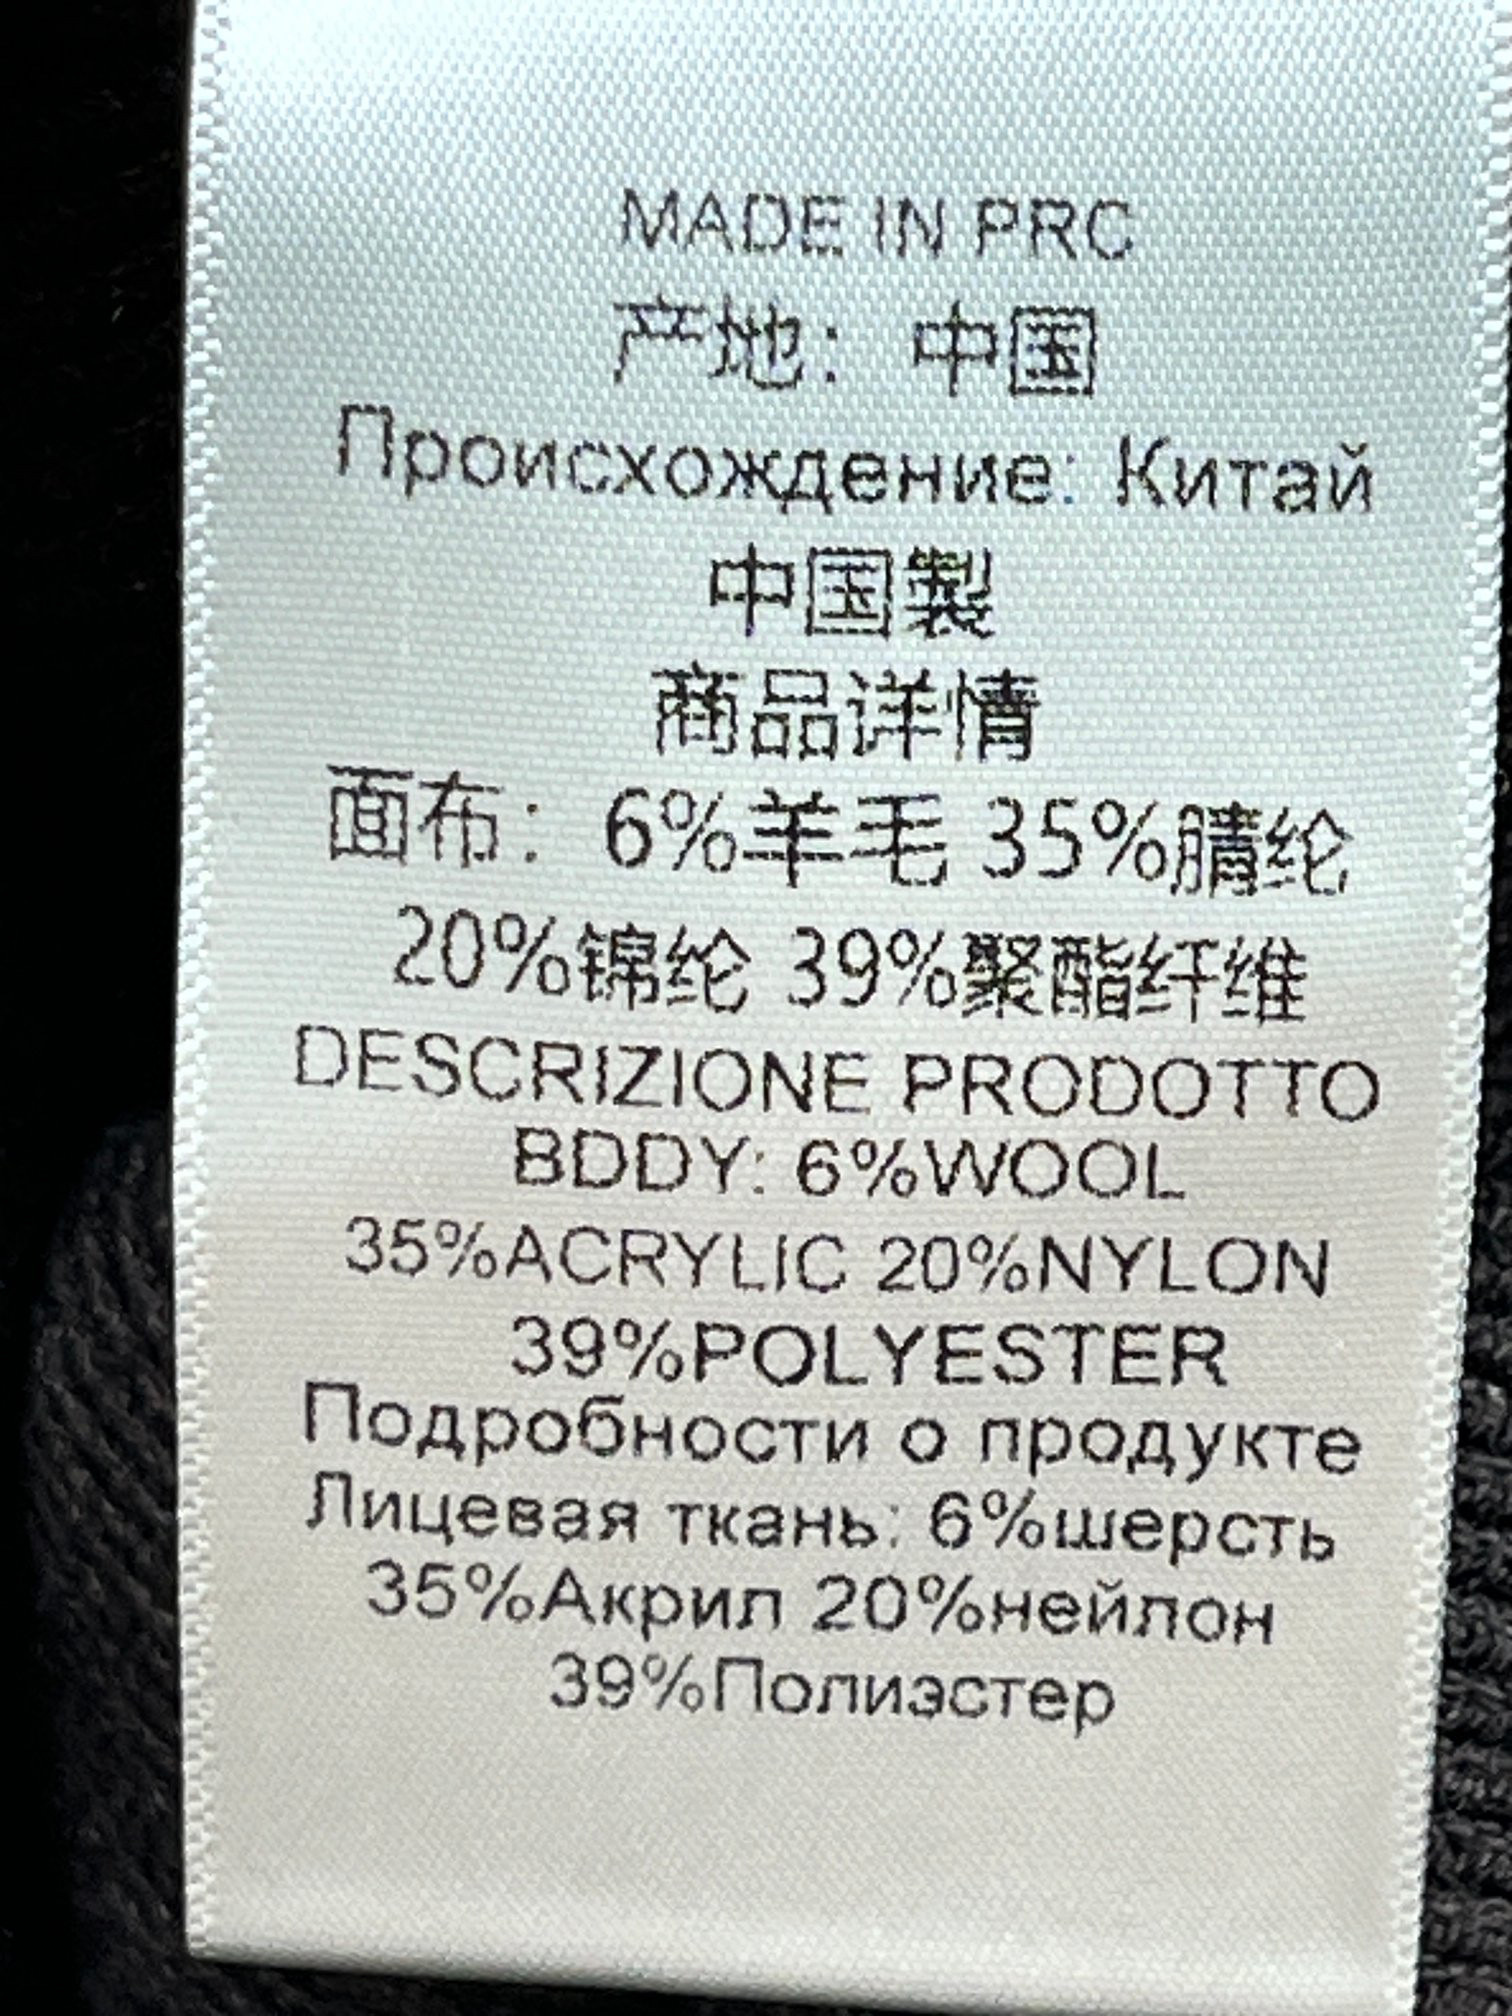 MADE IN PRC
产地：中国
Происхождение: Китай
中国製
商品详情
面布：6%羊毛 35%腈纶
20%锦纶 39%聚酯纤维
DESCRIZIONE PRODOTTO
BDDY: 6%WOOL
35%ACRYLIC 20%NYLON
39%POLYESTER
Подробности о продукте
Лицевая ткань: 6%шерсть
35%Акрил 20%нейлон
39%Полиэстер